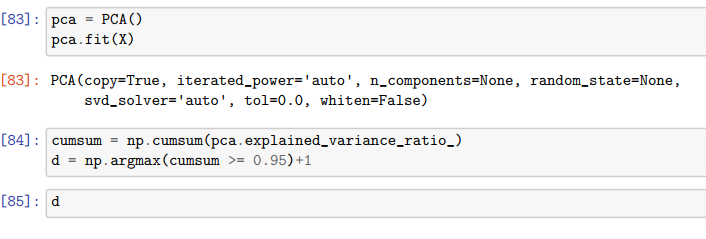 [83]: pca = PCA()
pca.fit(X)
[83]: PCA(copy=True, iterated_power='auto', n_components=None, random_state=None,
svd_solver='auto', tol=0.0, whiten=False)
[84]: cumsum = np.cumsum(pca.explained_variance_ratio_)
d = np.argmax(cumsum >= 0.95)+1
[85]: d